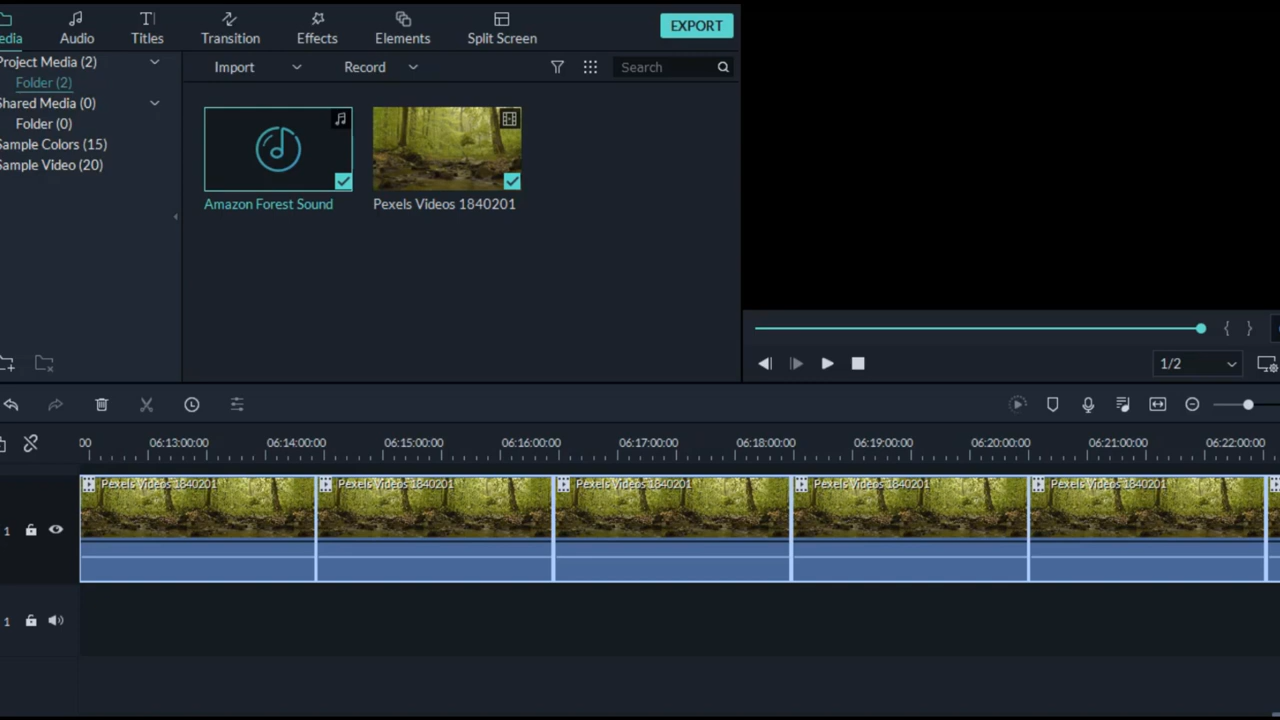 edia Audio Titles Transition Effects Elements Split Screen EXPORT
Project Media (2)
Folder (2)
Shared Media (0)
Folder (0)
Sample Colors (15)
Sample Video (20)
Import Record Search
Amazon Forest Sound Pexels Videos 1840201
1/2
00 06:13:00:00 06:14:00:00 06:15:00:00 06:16:00:00 06:17:00:00 06:18:00:00 06:19:00:00 06:20:00:00 06:21:00:00 06:22:00:00
Pexels Videos 1840201 Pexels Videos 1840201 Pexels Videos 1840201 Pexels Videos 1840201 Pexels Videos 1840201
1
1